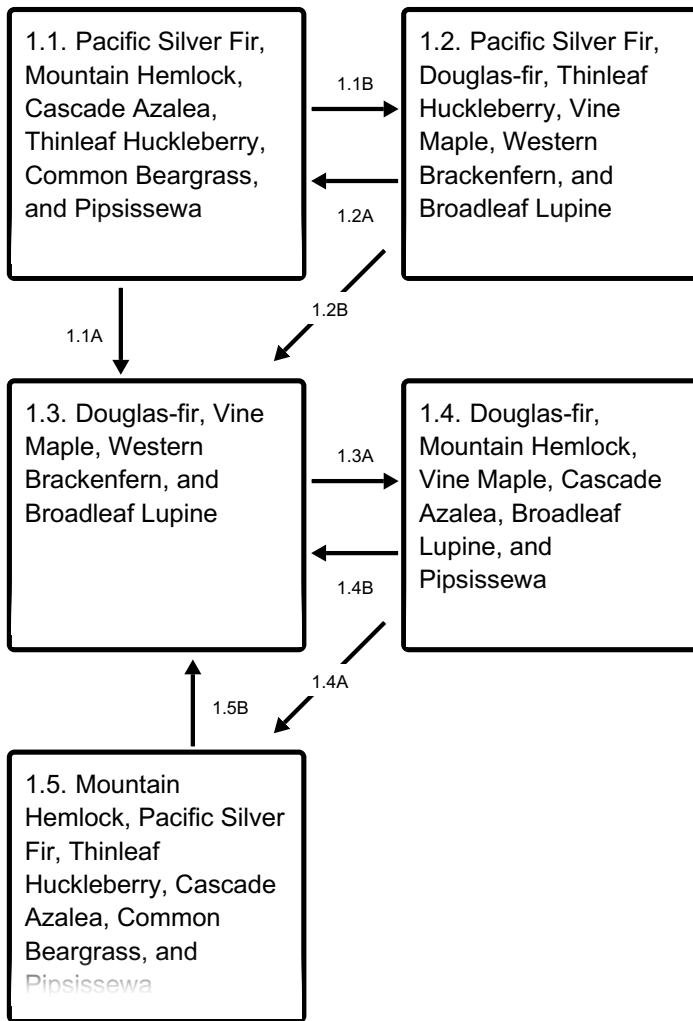 1.1. Pacific Silver Fir,
Mountain Hemlock,
Cascade Azalea,
Thinleaf Huckleberry,
Common Beargrass,
and Pipsissewa
1.1B
1.2. Pacific Silver Fir,
Douglas-fir, Thinleaf
Huckleberry, Vine
Maple, Western
Brackenfern, and
Broadleaf Lupine
1.2A
1.2B
1.1A
1.3. Douglas-fir, Vine
Maple, Western
Brackenfern, and
Broadleaf Lupine
1.3A
1.4. Douglas-fir,
Mountain Hemlock,
Vine Maple, Cascade
Azalea, Broadleaf
Lupine, and
Pipsissewa
1.4B
1.4A
1.5B
1.5. Mountain
Hemlock, Pacific Silver
Fir, Thinleaf
Huckleberry, Cascade
Azalea, Common
Beargrass, and
Pipsissewa